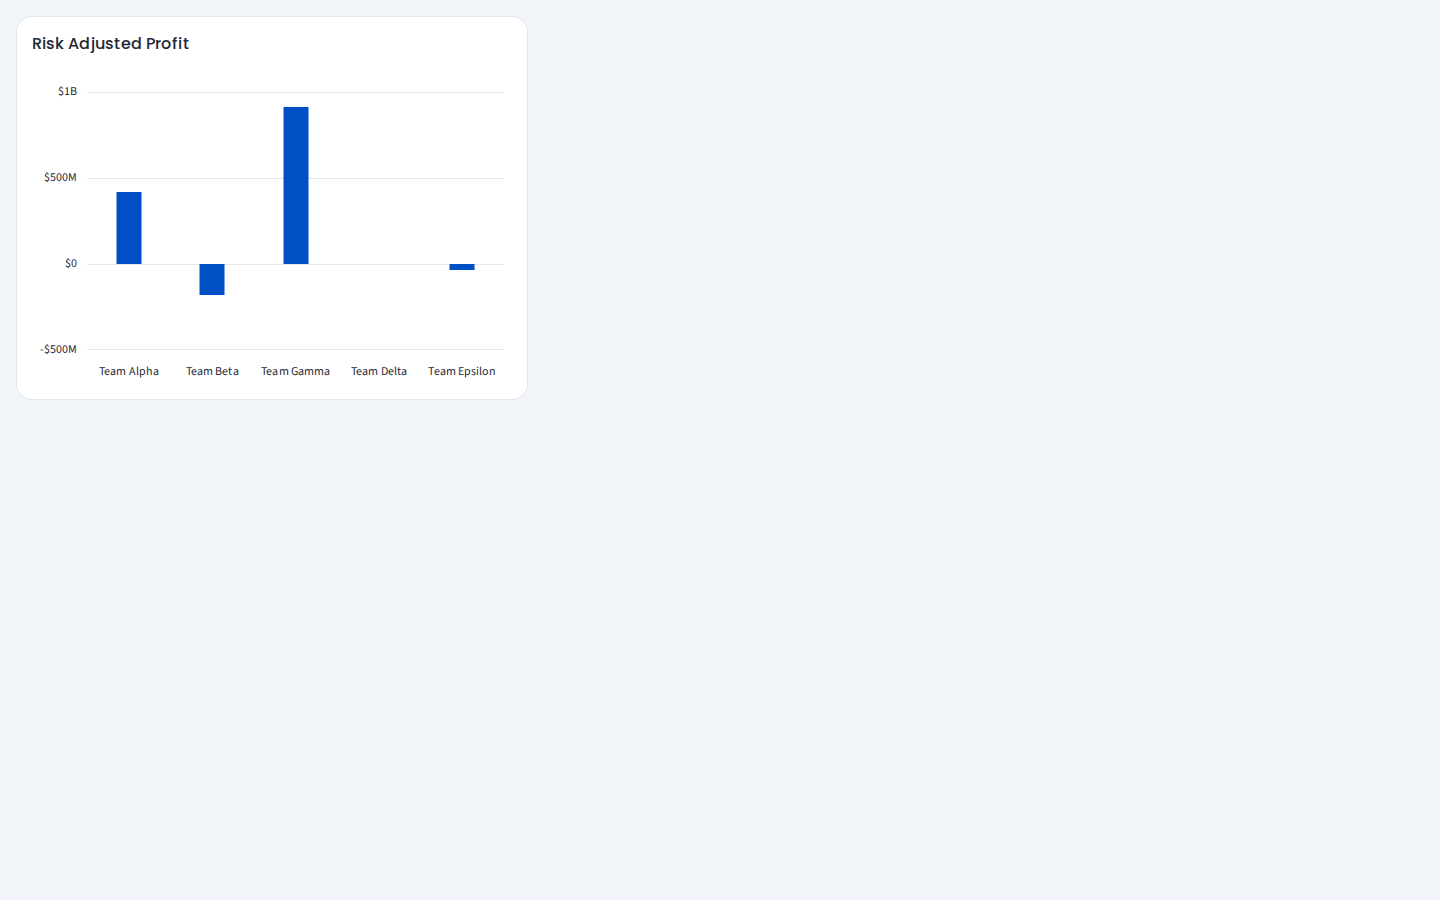 Risk Adjusted Profit
$1B
$500M
$0
-$500M
Team Alpha Team Beta Team Gamma Team Delta Team Epsilon